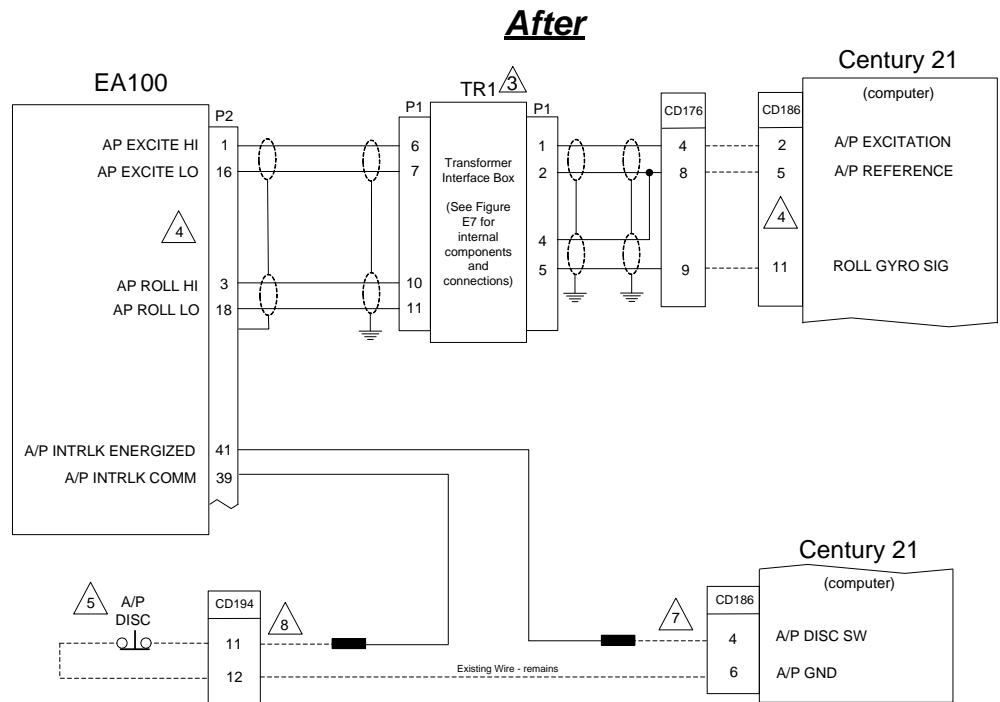 After
EA100
P2
AP EXCITE HI 1
AP EXCITE LO 16
4
AP ROLL HI 3
AP ROLL LO 18
A/P INTRLK ENERGIZED 41
A/P INTRLK COMM 39
TR1 3
P1
6
7
10
11
Transformer
Interface Box
(See Figure
E7 for
internal
components
and
connections)
P1
1
2
4
5
CD176
4
8
9
Century 21
(computer)
CD186
2 A/P EXCITATION
5 A/P REFERENCE
4
11 ROLL GYRO SIG
5
A/P
DISC
CD194
11
12
8
Existing Wire - remains
7
Century 21
(computer)
CD186
4 A/P DISC SW
6 A/P GND